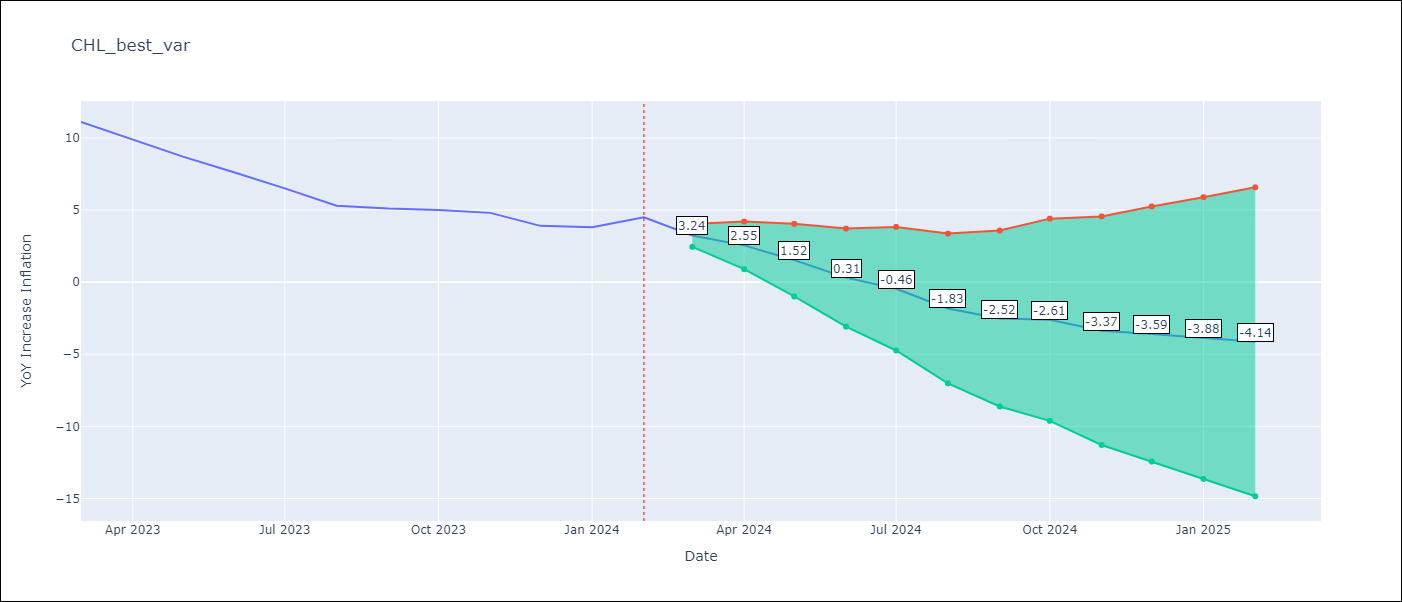 CHL_best_var
YoY Increase Inflation
10
5
0
−5
−10
−15
3.24
2.55
1.52
0.31
-0.46
-1.83
-2.52
-2.61
-3.37
-3.59
-3.88
-4.14
Apr 2023
Jul 2023
Oct 2023
Jan 2024
Apr 2024
Jul 2024
Oct 2024
Jan 2025
Date